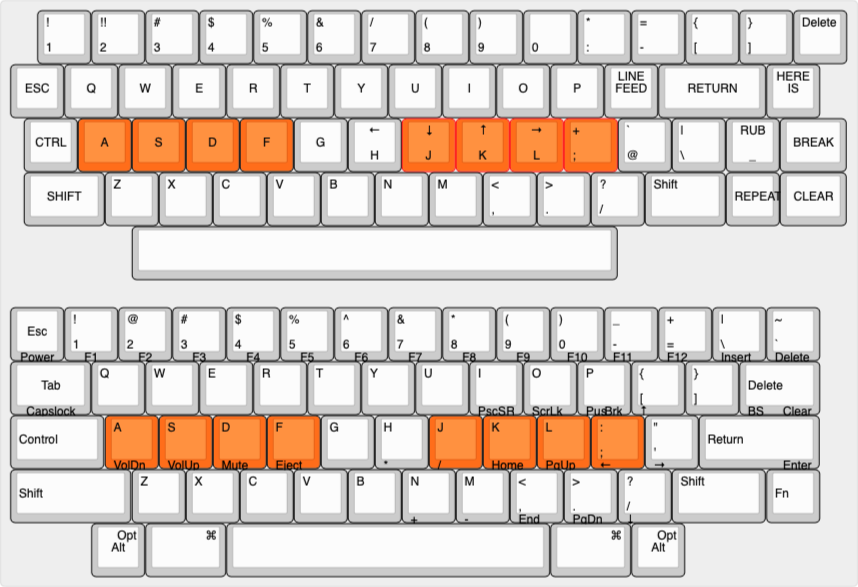 ! !! # $ % & / ( ) * = { } Delete
1 2 3 4 5 6 7 8 9 0 : - [ ]
ESC Q W E R T Y U I O P LINE FEED RETURN HERE IS
CTRL A S D F G ← H ↓ J ↑ K → L + ; ` @ | \ RUB _ BREAK
SHIFT Z X C V B N M < , > . ? / Shift REPEAT CLEAR
Esc ! @ # $ % ^ & * ( ) _ + | ~
1 2 3 4 5 6 7 8 9 0 - = \ `
Power F1 F2 F3 F4 F5 F6 F7 F8 F9 F10 F11 F12 Insert Delete
Tab Q W E R T Y U I O P { [ } ] Delete
Capslock PscSR ScrLk PusBrk ↑ BS Clear
Control A S D F G H J K L : ; " ' Return
VolDn VolUp Mute Eject * / Home PgUp ← → Enter
Shift Z X C V B N M < , > . ? / Shift Fn
+ - End PgDn ↓
Opt Alt ⌘ ⌘ Opt Alt